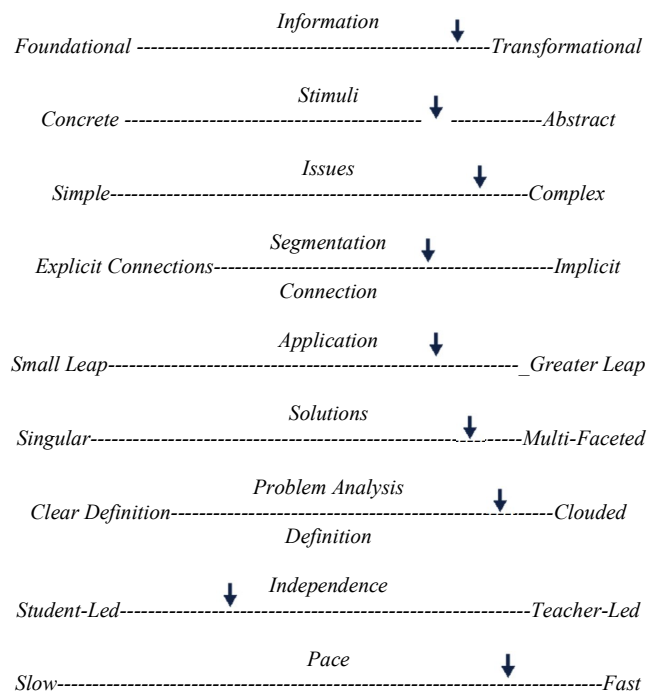 Information
Foundational ---------------------------------------------------Transformational
Stimuli
Concrete ------------------------------------------- -------------Abstract
Issues
Simple------------------------------------------------------------Complex
Segmentation
Explicit Connections-------------------------------------------------Implicit
Connection
Application
Small Leap-----------------------------------------------------------_Greater Leap
Solutions
Singular--------------------------------------------------------------Multi-Faceted
Problem Analysis
Clear Definition-------------------------------------------------------Clouded
Definition
Independence
Student-Led-----------------------------------------------------------Teacher-Led
Pace
Slow------------------------------------------------------------------------------Fast